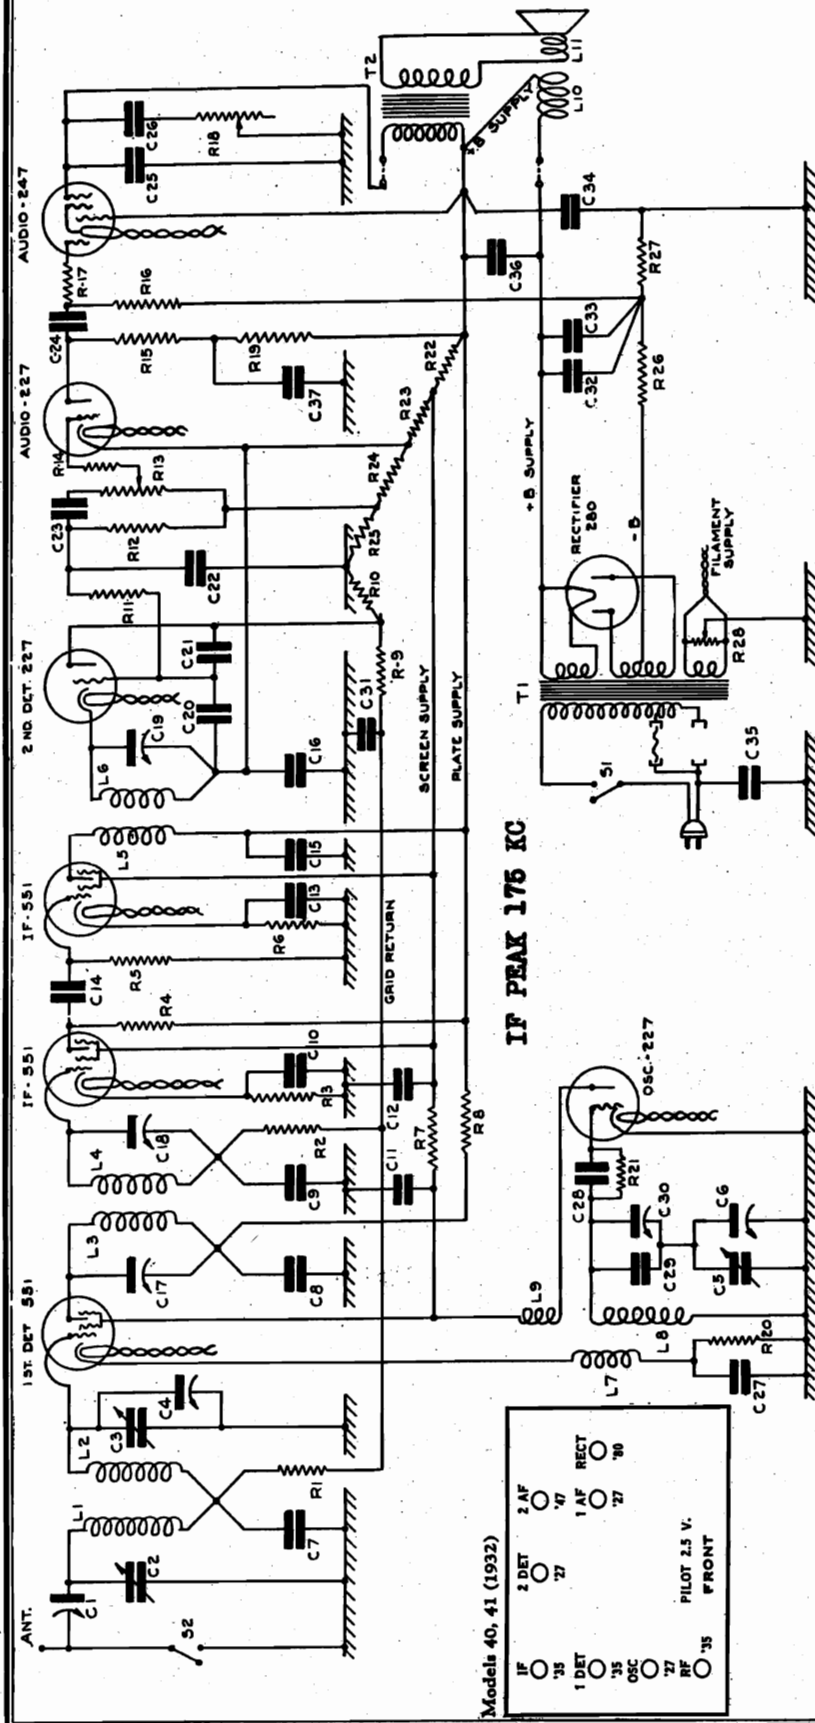 ANT.
1 ST. DET 551
IF-551
IF-551
2 ND. DET. 227
AUDIO-227
AUDIO-247
C1
C2
S2
L1
L2
C3
C4
C7
R1
L3
C17
C8
L4
C18
C9
R2
R3
C10
C11
C12
R7
R8
R4
C14
R5
R6
C13
C15
L5
L6
C19
C16
C20
C21
C31
R-9
R10
R11
C22
R12
C23
R13
R14
R25
R24
R23
R22
C37
R15
R19
C24
R16
R-17
C25
C26
R18
T2
L11
L10
+B SUPPLY
GRID RETURN
SCREEN SUPPLY
PLATE SUPPLY
C36
C34
R27
C33
C32
R26
+B SUPPLY
RECTIFIER
280
-B
FILAMENT
SUPPLY
R28
T1
S1
C35
IF PEAK 175 KC
OSC.-227
L9
C28
R21
C30
C29
C6
C5
L8
L7
R20
C27
Models 40, 41 (1932)
IF
'35
2 DET
'27
2 AF
'47
1 DET
'35
1 AF
'27
RECT
'80
OSC
'27
RF
'35
PILOT 2.5 V.
FRONT